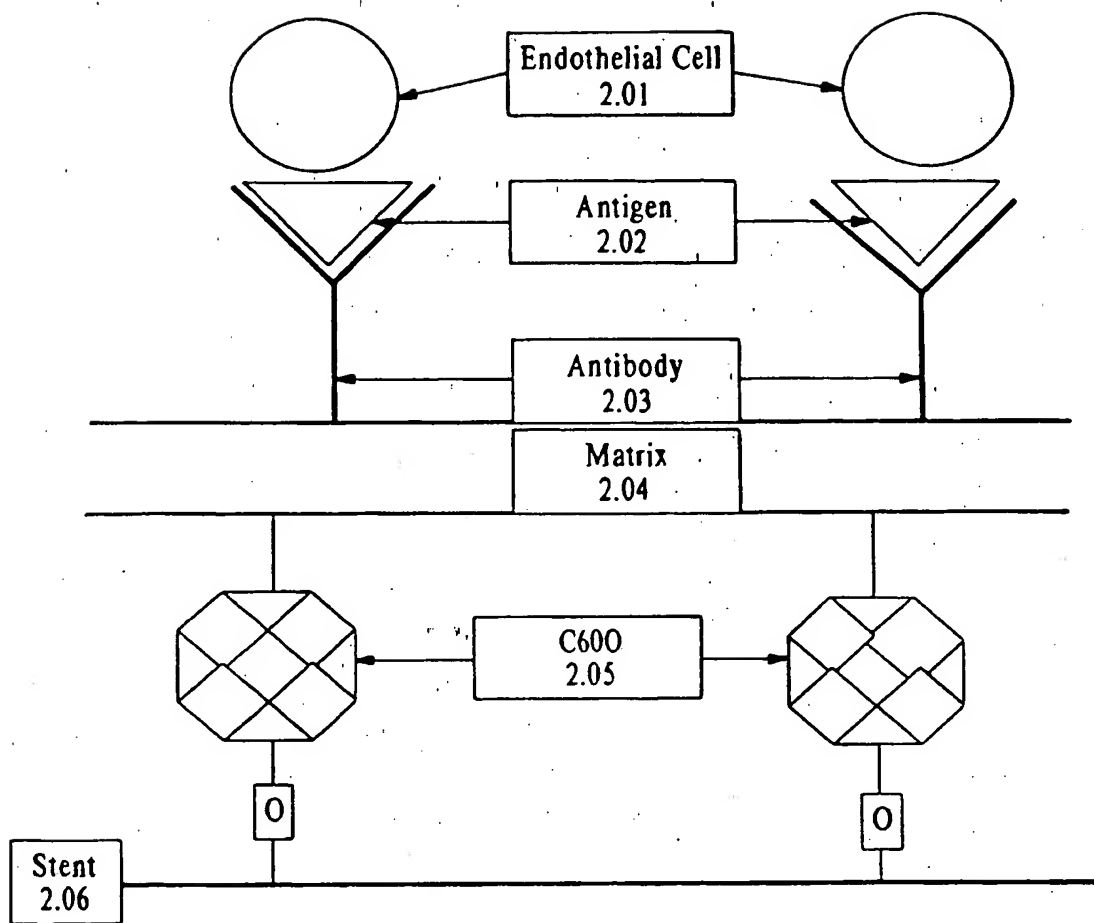 Endothelial Cell
2.01
Antigen
2.02
Antibody
2.03
Matrix
2.04
C60O
2.05
O
O
Stent
2.06